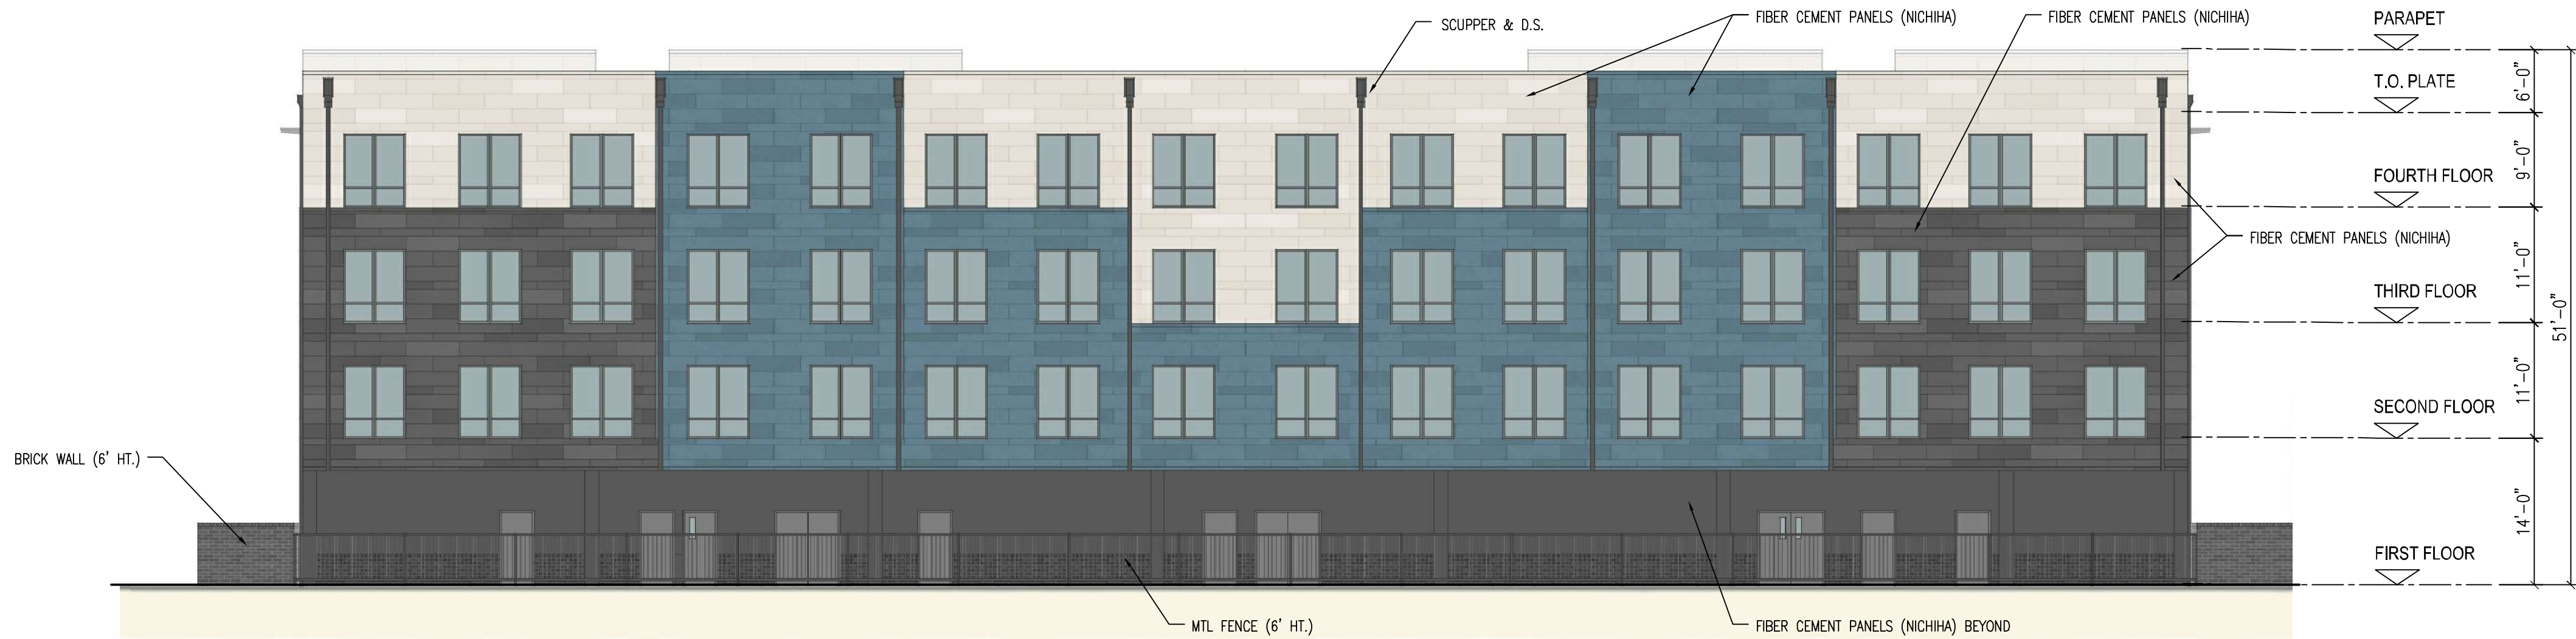 SCUPPER & D.S.
FIBER CEMENT PANELS (NICHIHA)
FIBER CEMENT PANELS (NICHIHA)
PARAPET
6'-0"
T.O. PLATE
9'-0"
FOURTH FLOOR
FIBER CEMENT PANELS (NICHIHA)
11'-0"
THIRD FLOOR
51'-0"
11'-0"
SECOND FLOOR
BRICK WALL (6' HT.)
14'-0"
FIRST FLOOR
MTL FENCE (6' HT.)
FIBER CEMENT PANELS (NICHIHA) BEYOND